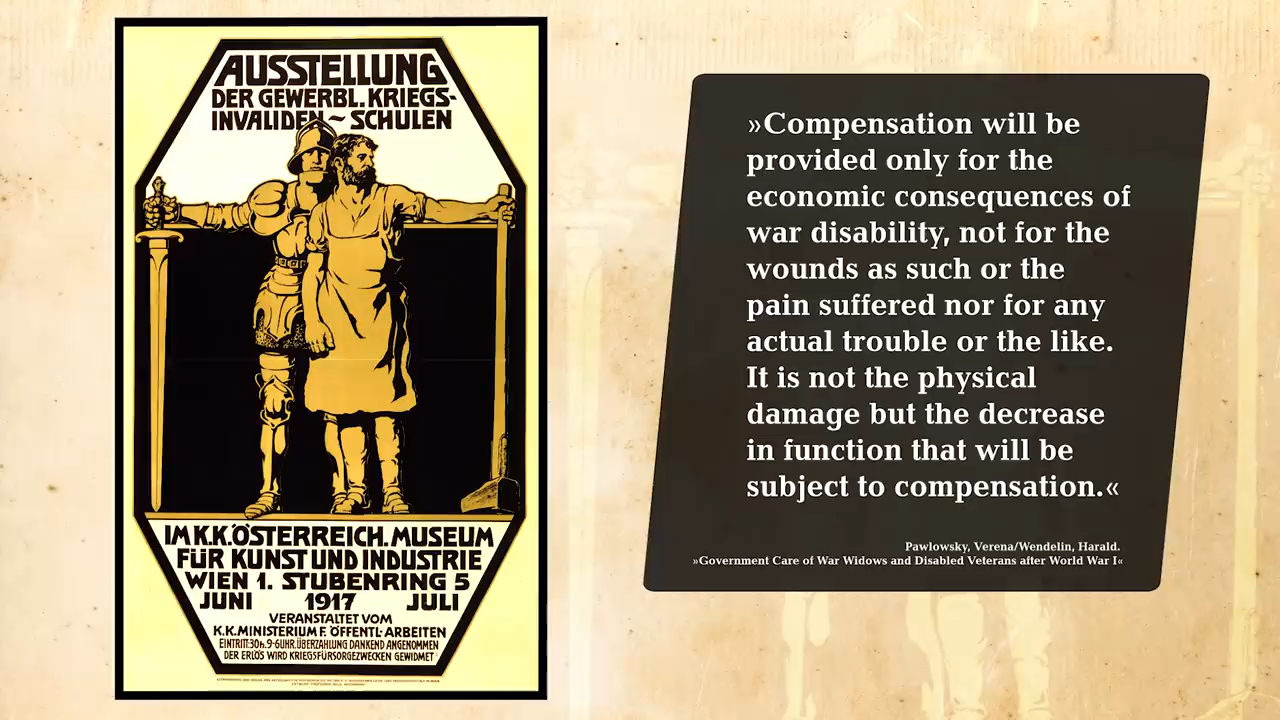 AUSSTELLUNG
DER GEWERBL. KRIEGS-
INVALIDEN~SCHULEN
IM K.K. ÖSTERREICH. MUSEUM
FÜR KUNST UND INDUSTRIE
WIEN 1. STUBENRING 5
JUNI 1917 JULI
VERANSTALTET VOM
K.K. MINISTERIUM F. ÖFFENTL. ARBEITEN
EINTRITT: 30h. 9-6 UHR. ÜBERZAHLUNG DANKEND ANGENOMMEN
DER ERLÖS WIRD KRIEGSFÜRSORGEZWECKEN GEWIDMET
»Compensation will be
provided only for the
economic consequences of
war disability, not for the
wounds as such or the
pain suffered nor for any
actual trouble or the like.
It is not the physical
damage but the decrease
in function that will be
subject to compensation.«
Pawlowsky, Verena/Wendelin, Harald.
»Government Care of War Widows and Disabled Veterans after World War I«